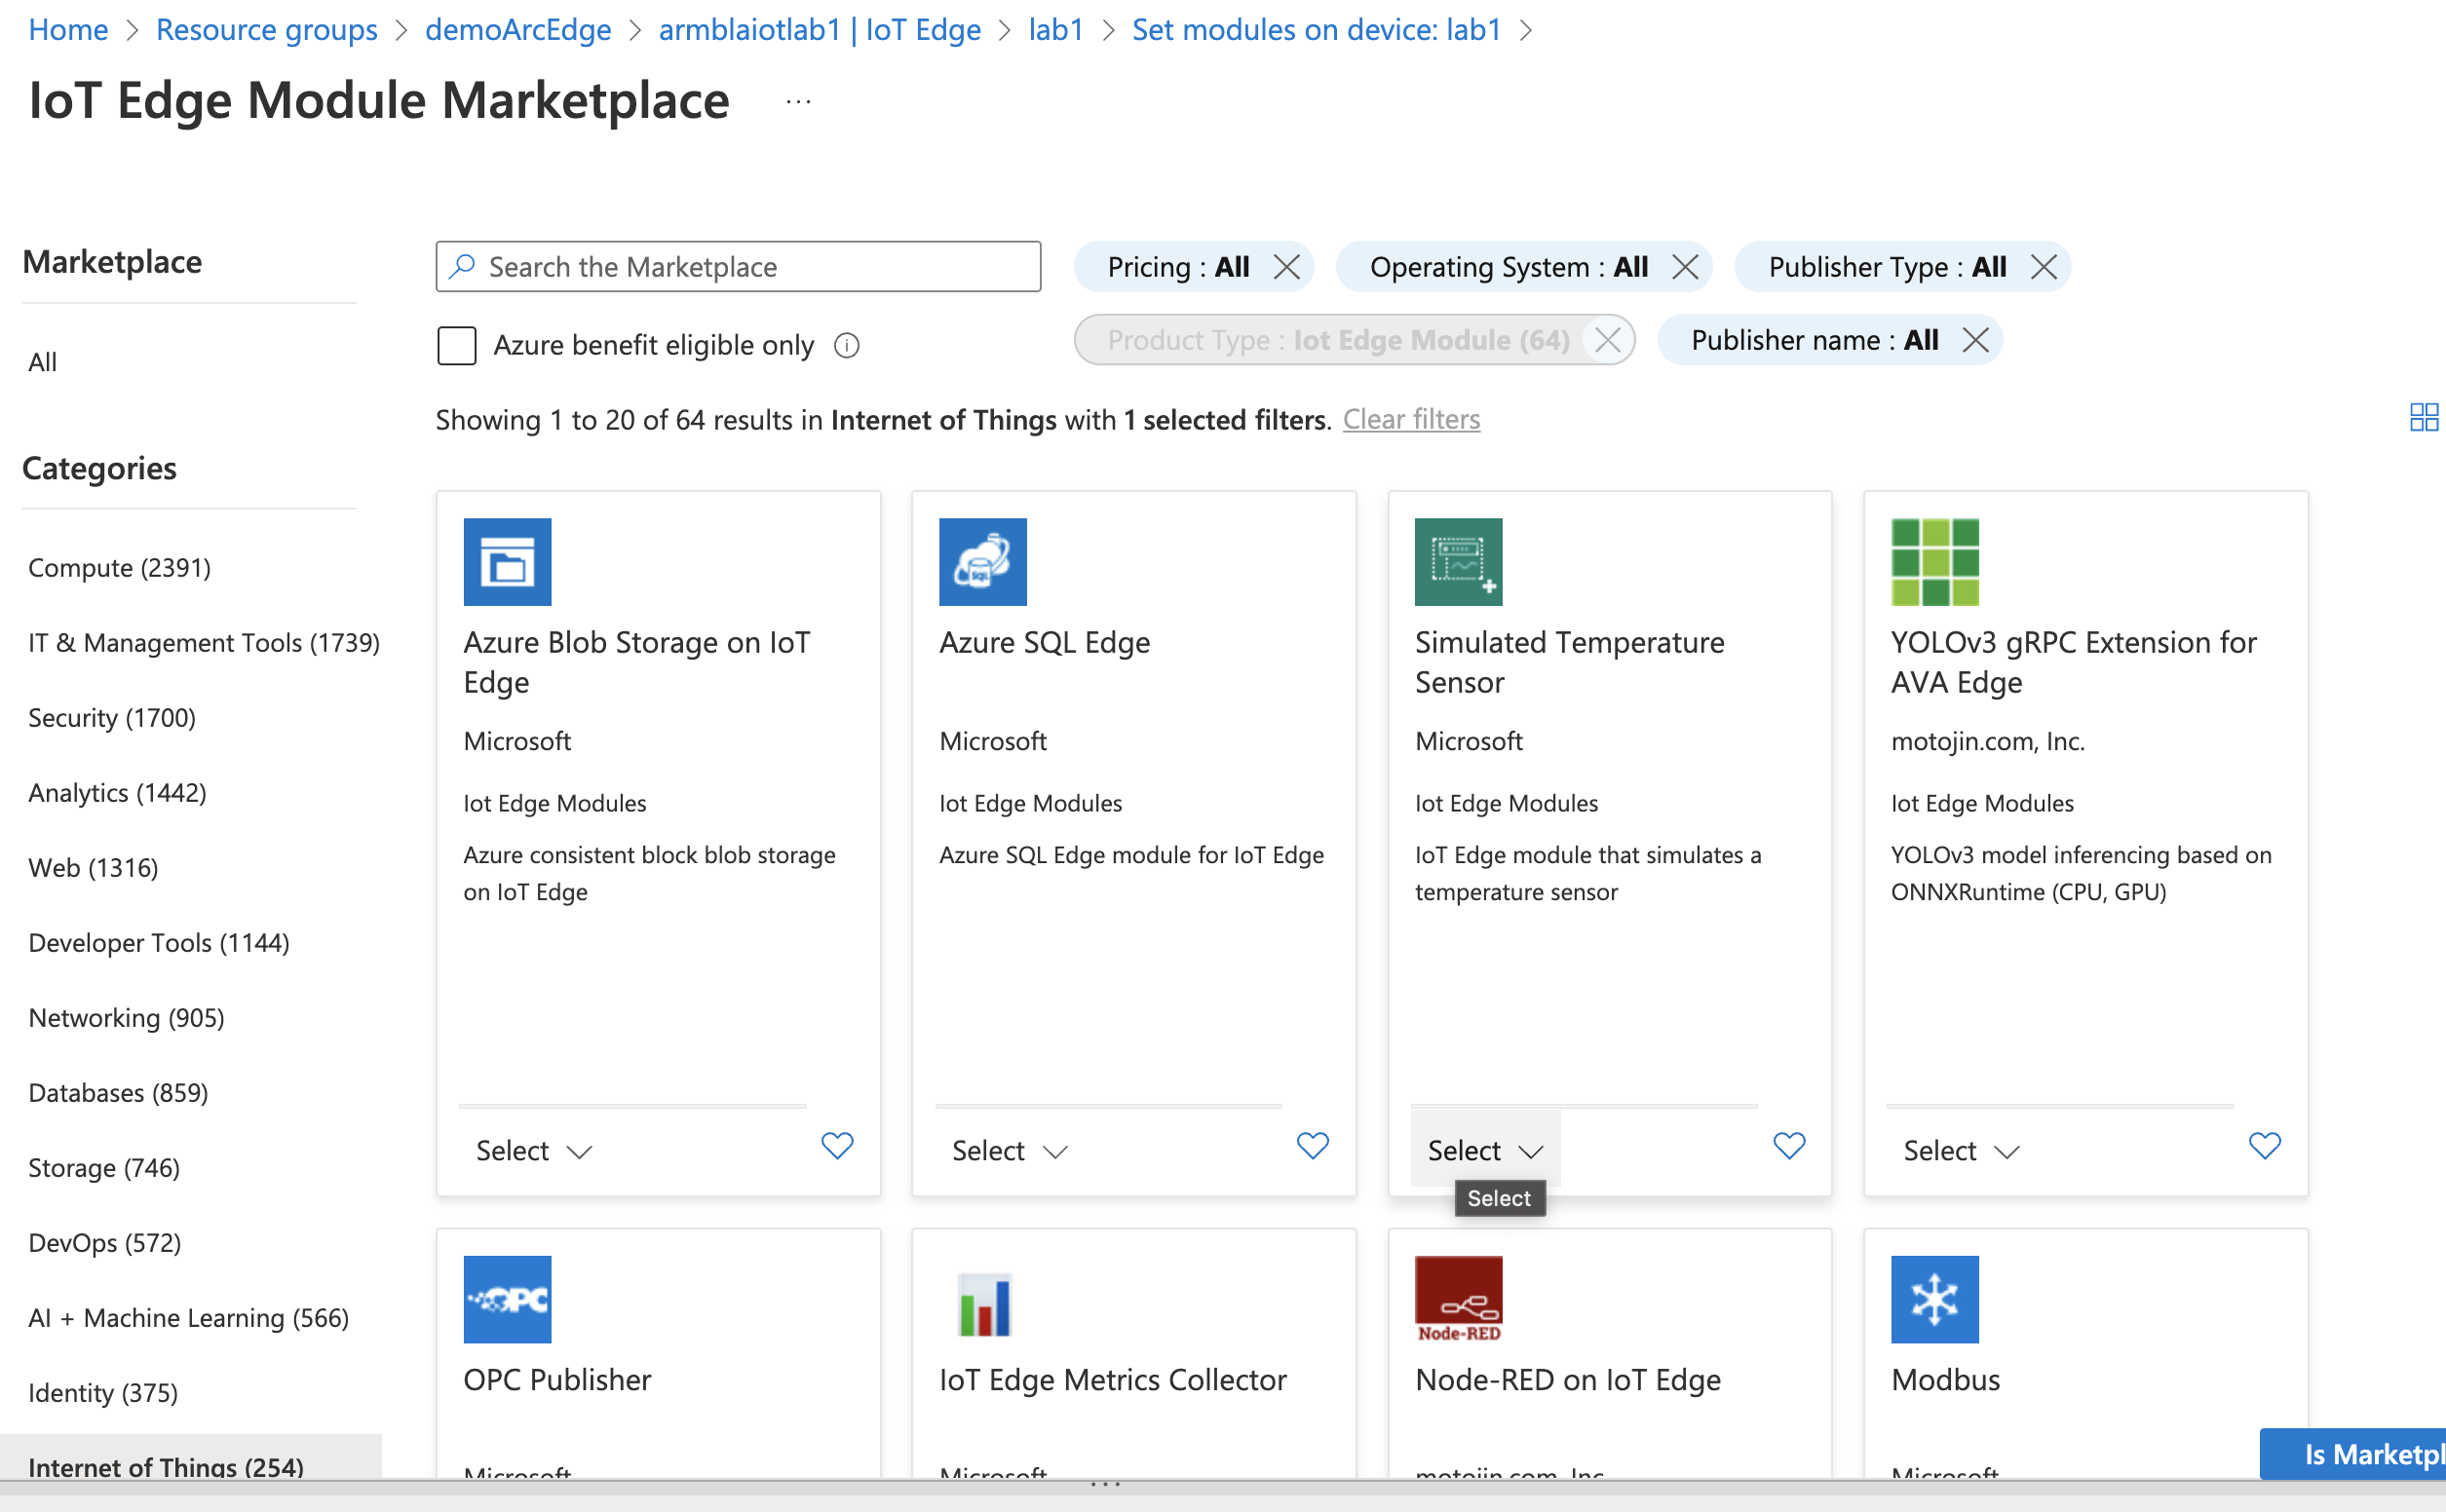 Home > Resource groups > demoArcEdge > armblaiotlab1 | IoT Edge > lab1 > Set modules on device: lab1 >
IoT Edge Module Marketplace ...
Marketplace
All
Categories
Compute (2391)
IT & Management Tools (1739)
Security (1700)
Analytics (1442)
Web (1316)
Developer Tools (1144)
Networking (905)
Databases (859)
Storage (746)
DevOps (572)
AI + Machine Learning (566)
Identity (375)
Internet of Things (254)
Search the Marketplace
Pricing : All
Operating System : All
Publisher Type : All
Azure benefit eligible only
Product Type : Iot Edge Module (64)
Publisher name : All
Showing 1 to 20 of 64 results in Internet of Things with 1 selected filters. Clear filters
Azure Blob Storage on IoT
Edge
Microsoft
Iot Edge Modules
Azure consistent block blob storage
on IoT Edge
Select
SQL
Azure SQL Edge
Microsoft
Iot Edge Modules
Azure SQL Edge module for IoT Edge
Select
Simulated Temperature
Sensor
Microsoft
Iot Edge Modules
IoT Edge module that simulates a
temperature sensor
Select
Select
YOLOv3 gRPC Extension for
AVA Edge
motojin.com, Inc.
Iot Edge Modules
YOLOv3 model inferencing based on
ONNXRuntime (CPU, GPU)
Select
OPC
OPC Publisher
Microsoft
IoT Edge Metrics Collector
Microsoft
Node-RED
Node-RED on IoT Edge
motojin.com, Inc.
Modbus
Microsoft
Is Marketpl